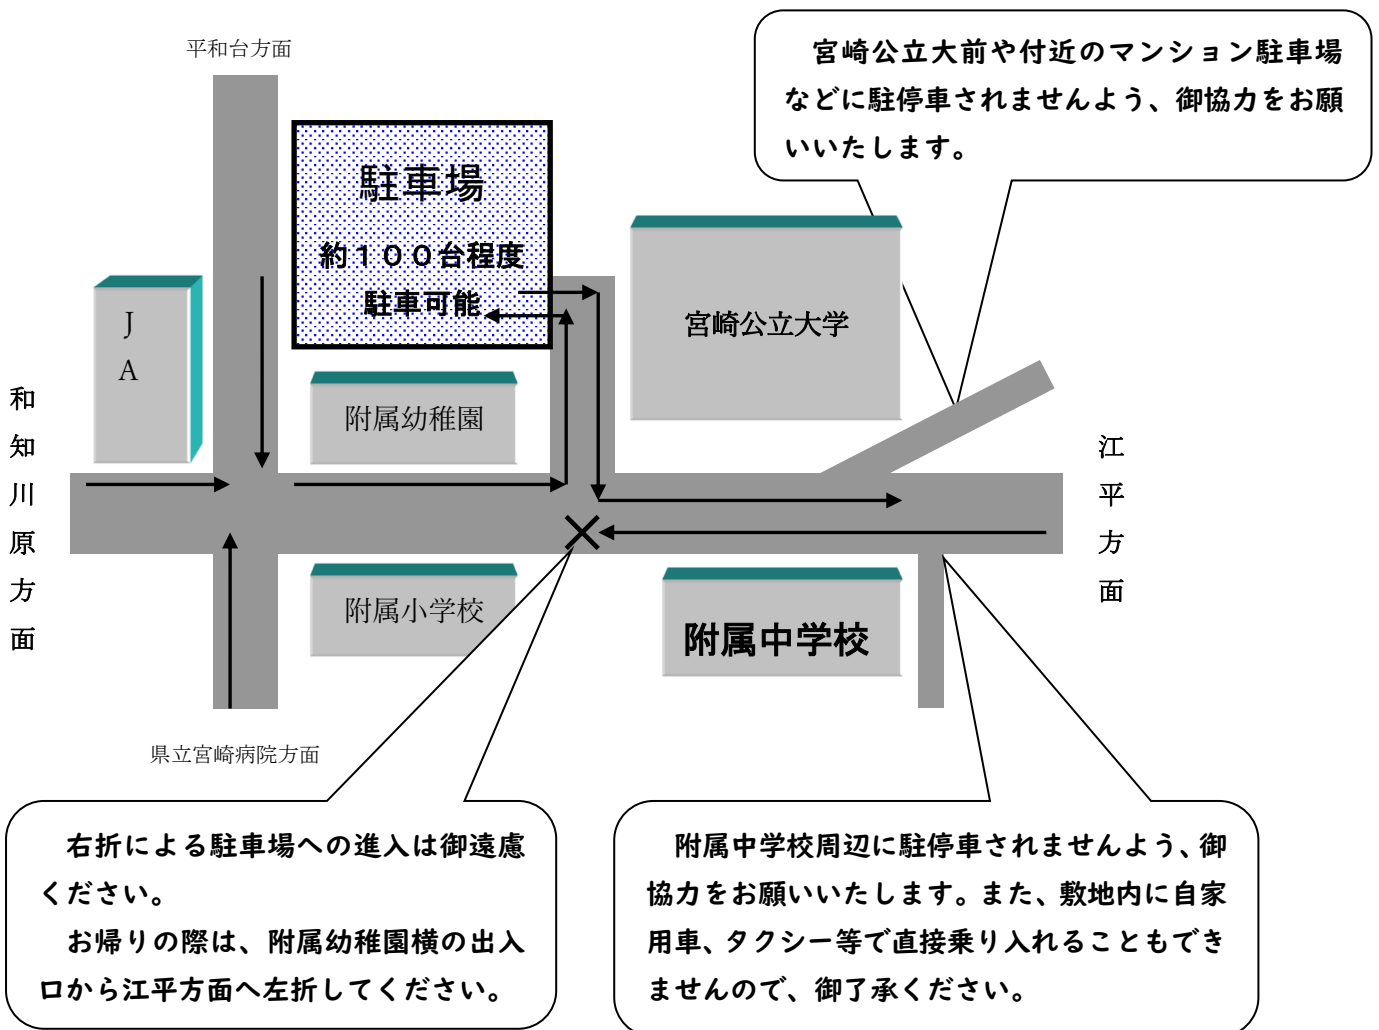 平和台方面
宮崎公立大前や付近のマンション駐車場
などに駐停車されませんよう、御協力をお願
いいたします。
駐車場
約１００台程度
駐車可能
J
A
宮崎公立大学
附属幼稚園
和知川原方面
江平方面
附属小学校
附属中学校
県立宮崎病院方面
右折による駐車場への進入は御遠慮
ください。
お帰りの際は、附属幼稚園横の出入
口から江平方面へ左折してください。
附属中学校周辺に駐停車されませんよう、御
協力をお願いいたします。また、敷地内に自家
用車、タクシー等で直接乗り入れることもでき
ませんので、御了承ください。